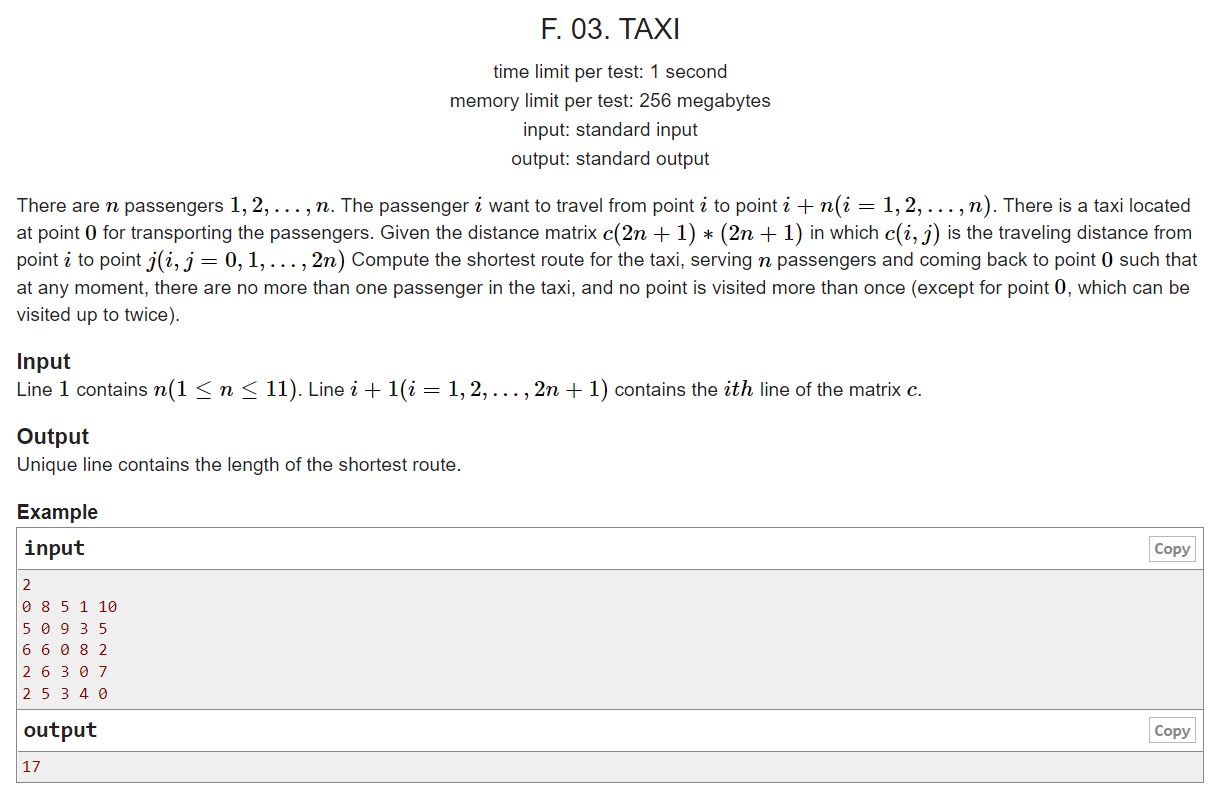 F. 03. TAXI
time limit per test: 1 second
memory limit per test: 256 megabytes
input: standard input
output: standard output
There are n passengers 1, 2, . . . , n. The passenger i want to travel from point i to point i + n(i = 1, 2, . . . , n). There is a taxi located
at point 0 for transporting the passengers. Given the distance matrix c(2n + 1) ∗ (2n + 1) in which c(i, j) is the traveling distance from
point i to point j(i, j = 0, 1, . . . , 2n) Compute the shortest route for the taxi, serving n passengers and coming back to point 0 such that
at any moment, there are no more than one passenger in the taxi, and no point is visited more than once (except for point 0, which can be
visited up to twice).
Input
Line 1 contains n(1 ≤ n ≤ 11). Line i + 1(i = 1, 2, . . . , 2n + 1) contains the ith line of the matrix c.
Output
Unique line contains the length of the shortest route.
Example
input
Copy
2
0 8 5 1 10
5 0 9 3 5
6 6 0 8 2
2 6 3 0 7
2 5 3 4 0
output
Copy
17